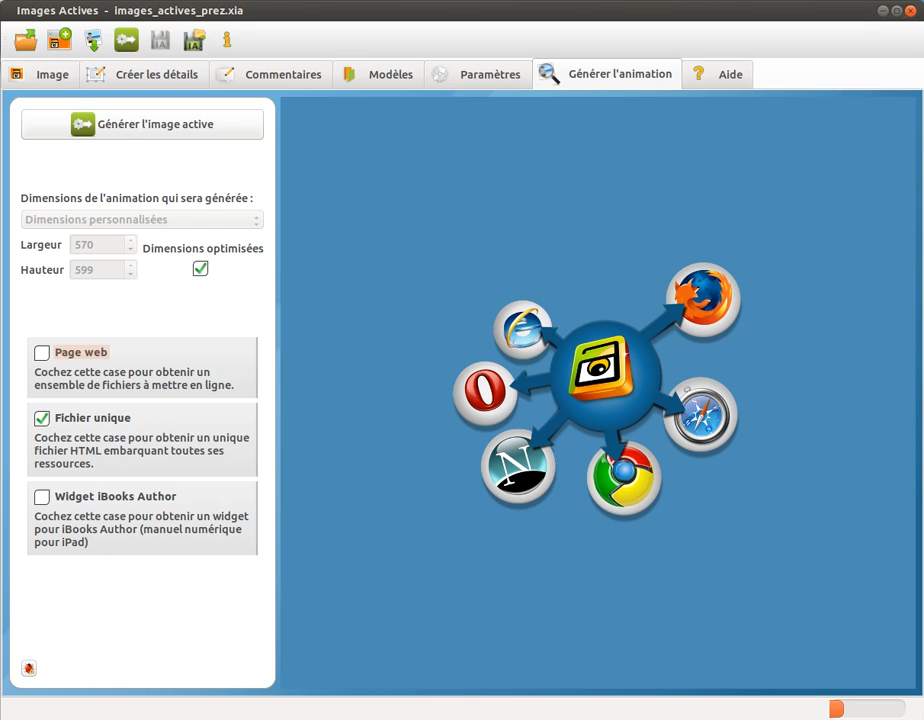 Images Actives - images_actives_prez.xia
IA
Image
Créer les détails
Commentaires
Modèles
Paramètres
Générer l'animation
? Aide
Générer l'image active
Dimensions de l'animation qui sera générée :
Dimensions personnalisées
Largeur 570
Dimensions optimisées
Hauteur 599
Page web
Cochez cette case pour obtenir un
ensemble de fichiers à mettre en ligne.
Fichier unique
Cochez cette case pour obtenir un unique
fichier HTML embarquant toutes ses
ressources.
Widget iBooks Author
Cochez cette case pour obtenir un widget
pour iBooks Author (manuel numérique
pour iPad)
N